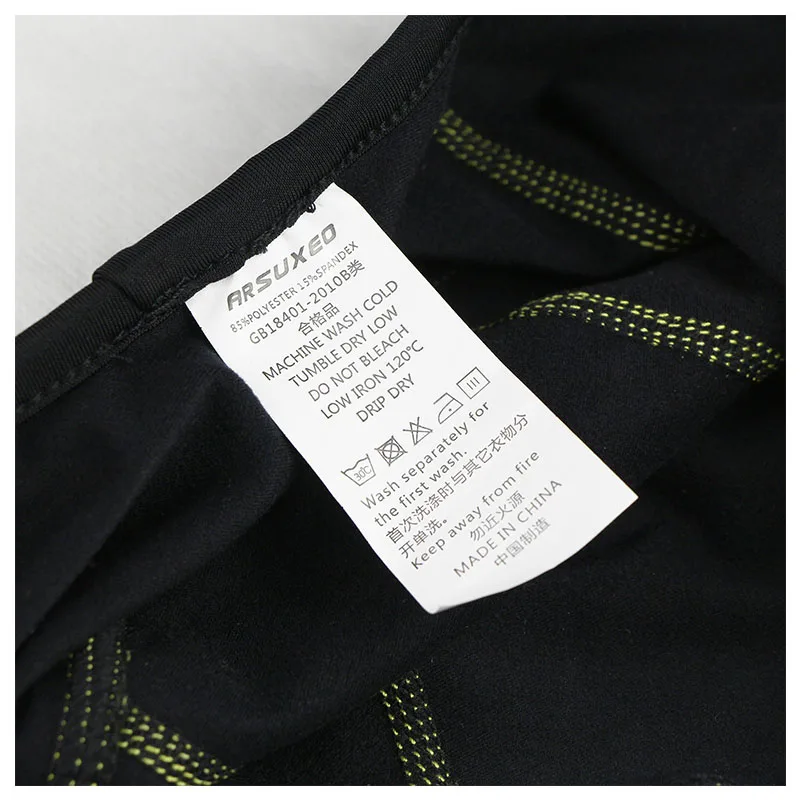 ARSUXEO
85%POLYESTER 15%SPANDEX
GB18401-2010B类
合格品
MACHINE WASH COLD
TUMBLE DRY LOW
DO NOT BLEACH
LOW IRON 120℃
DRIP DRY
30℃
Wash separately for
the first wash.
首次洗涤时与其它衣物分
开单洗。
Keep away from fire
勿近火源
MADE IN CHINA
中国制造